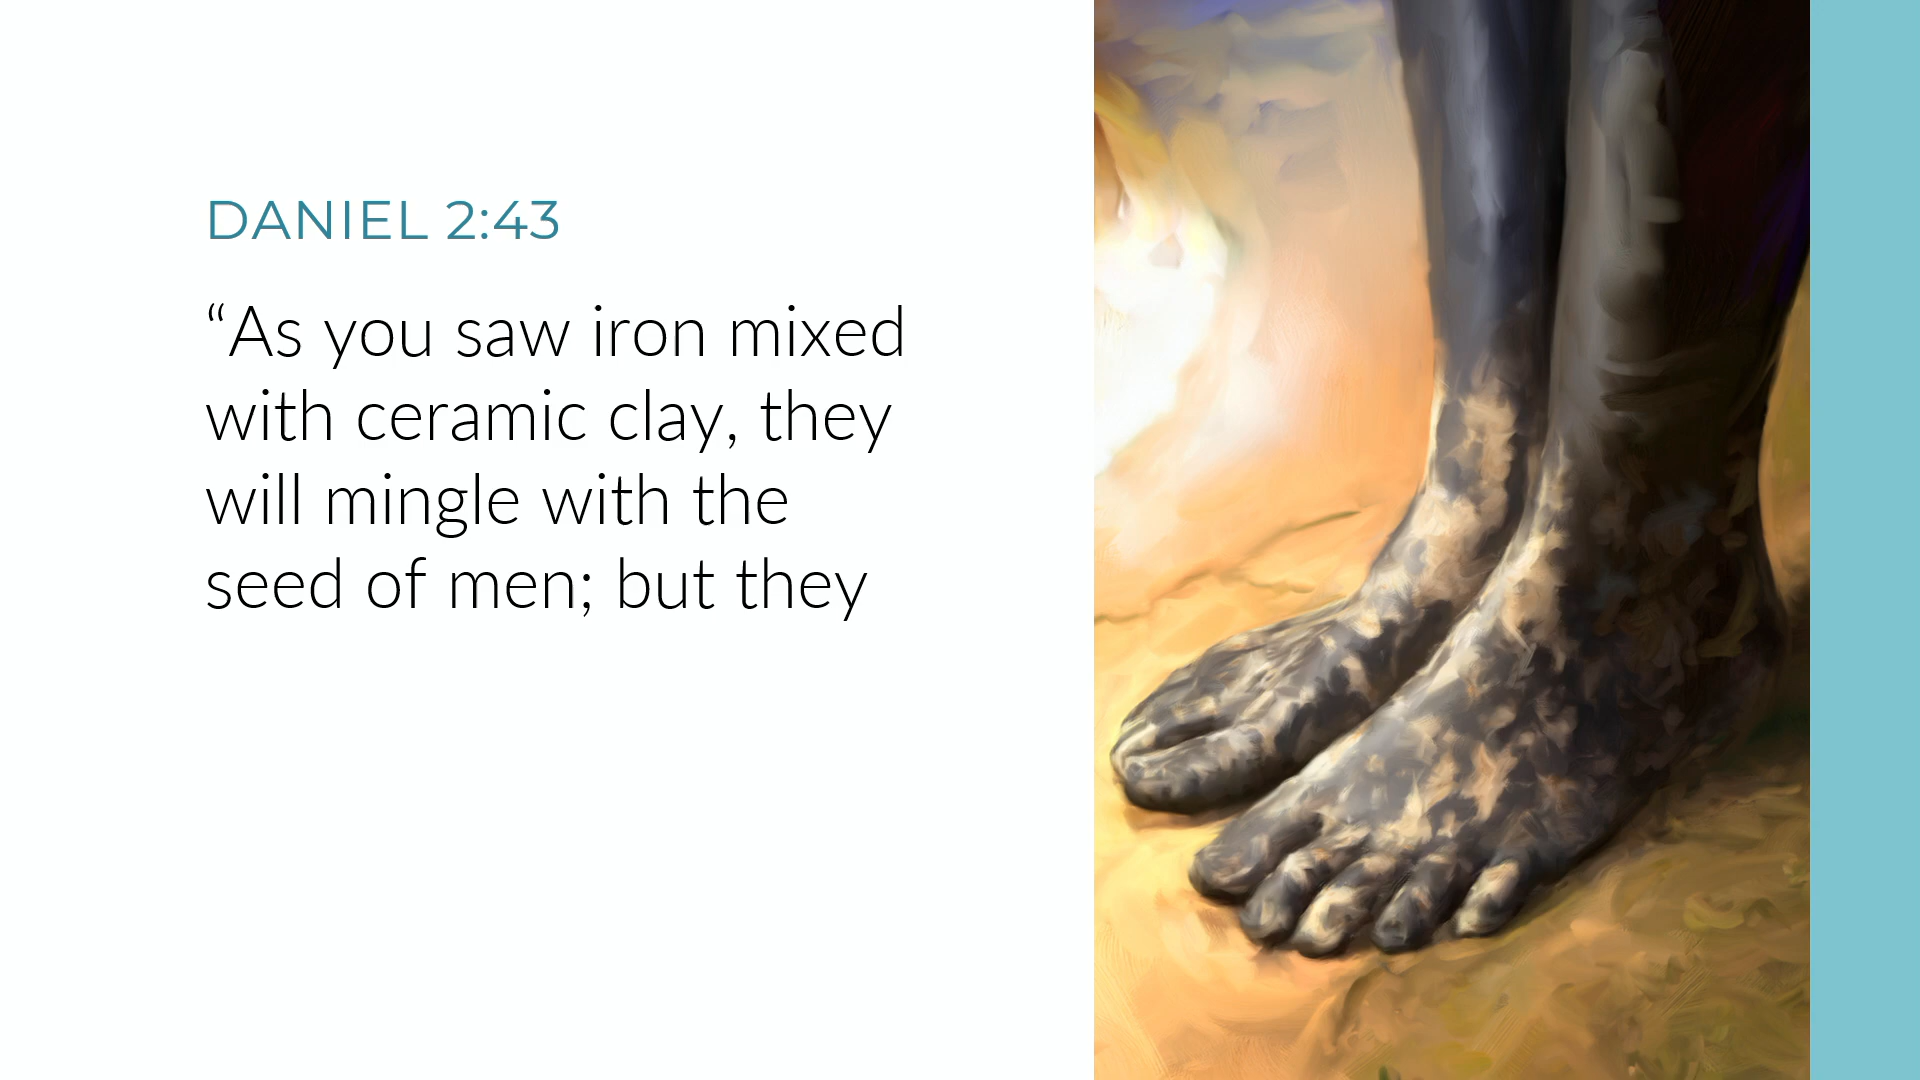 DANIEL 2:43
“As you saw iron mixed
with ceramic clay, they
will mingle with the
seed of men; but they